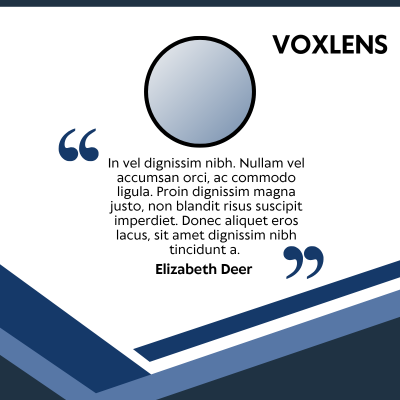 VOXLENS
“
In vel dignissim nibh. Nullam vel
accumsan orci, ac commodo
ligula. Proin dignissim magna
justo, non blandit risus suscipit
imperdiet. Donec aliquet eros
lacus, sit amet dignissim nibh
tincidunt a.
”
Elizabeth Deer